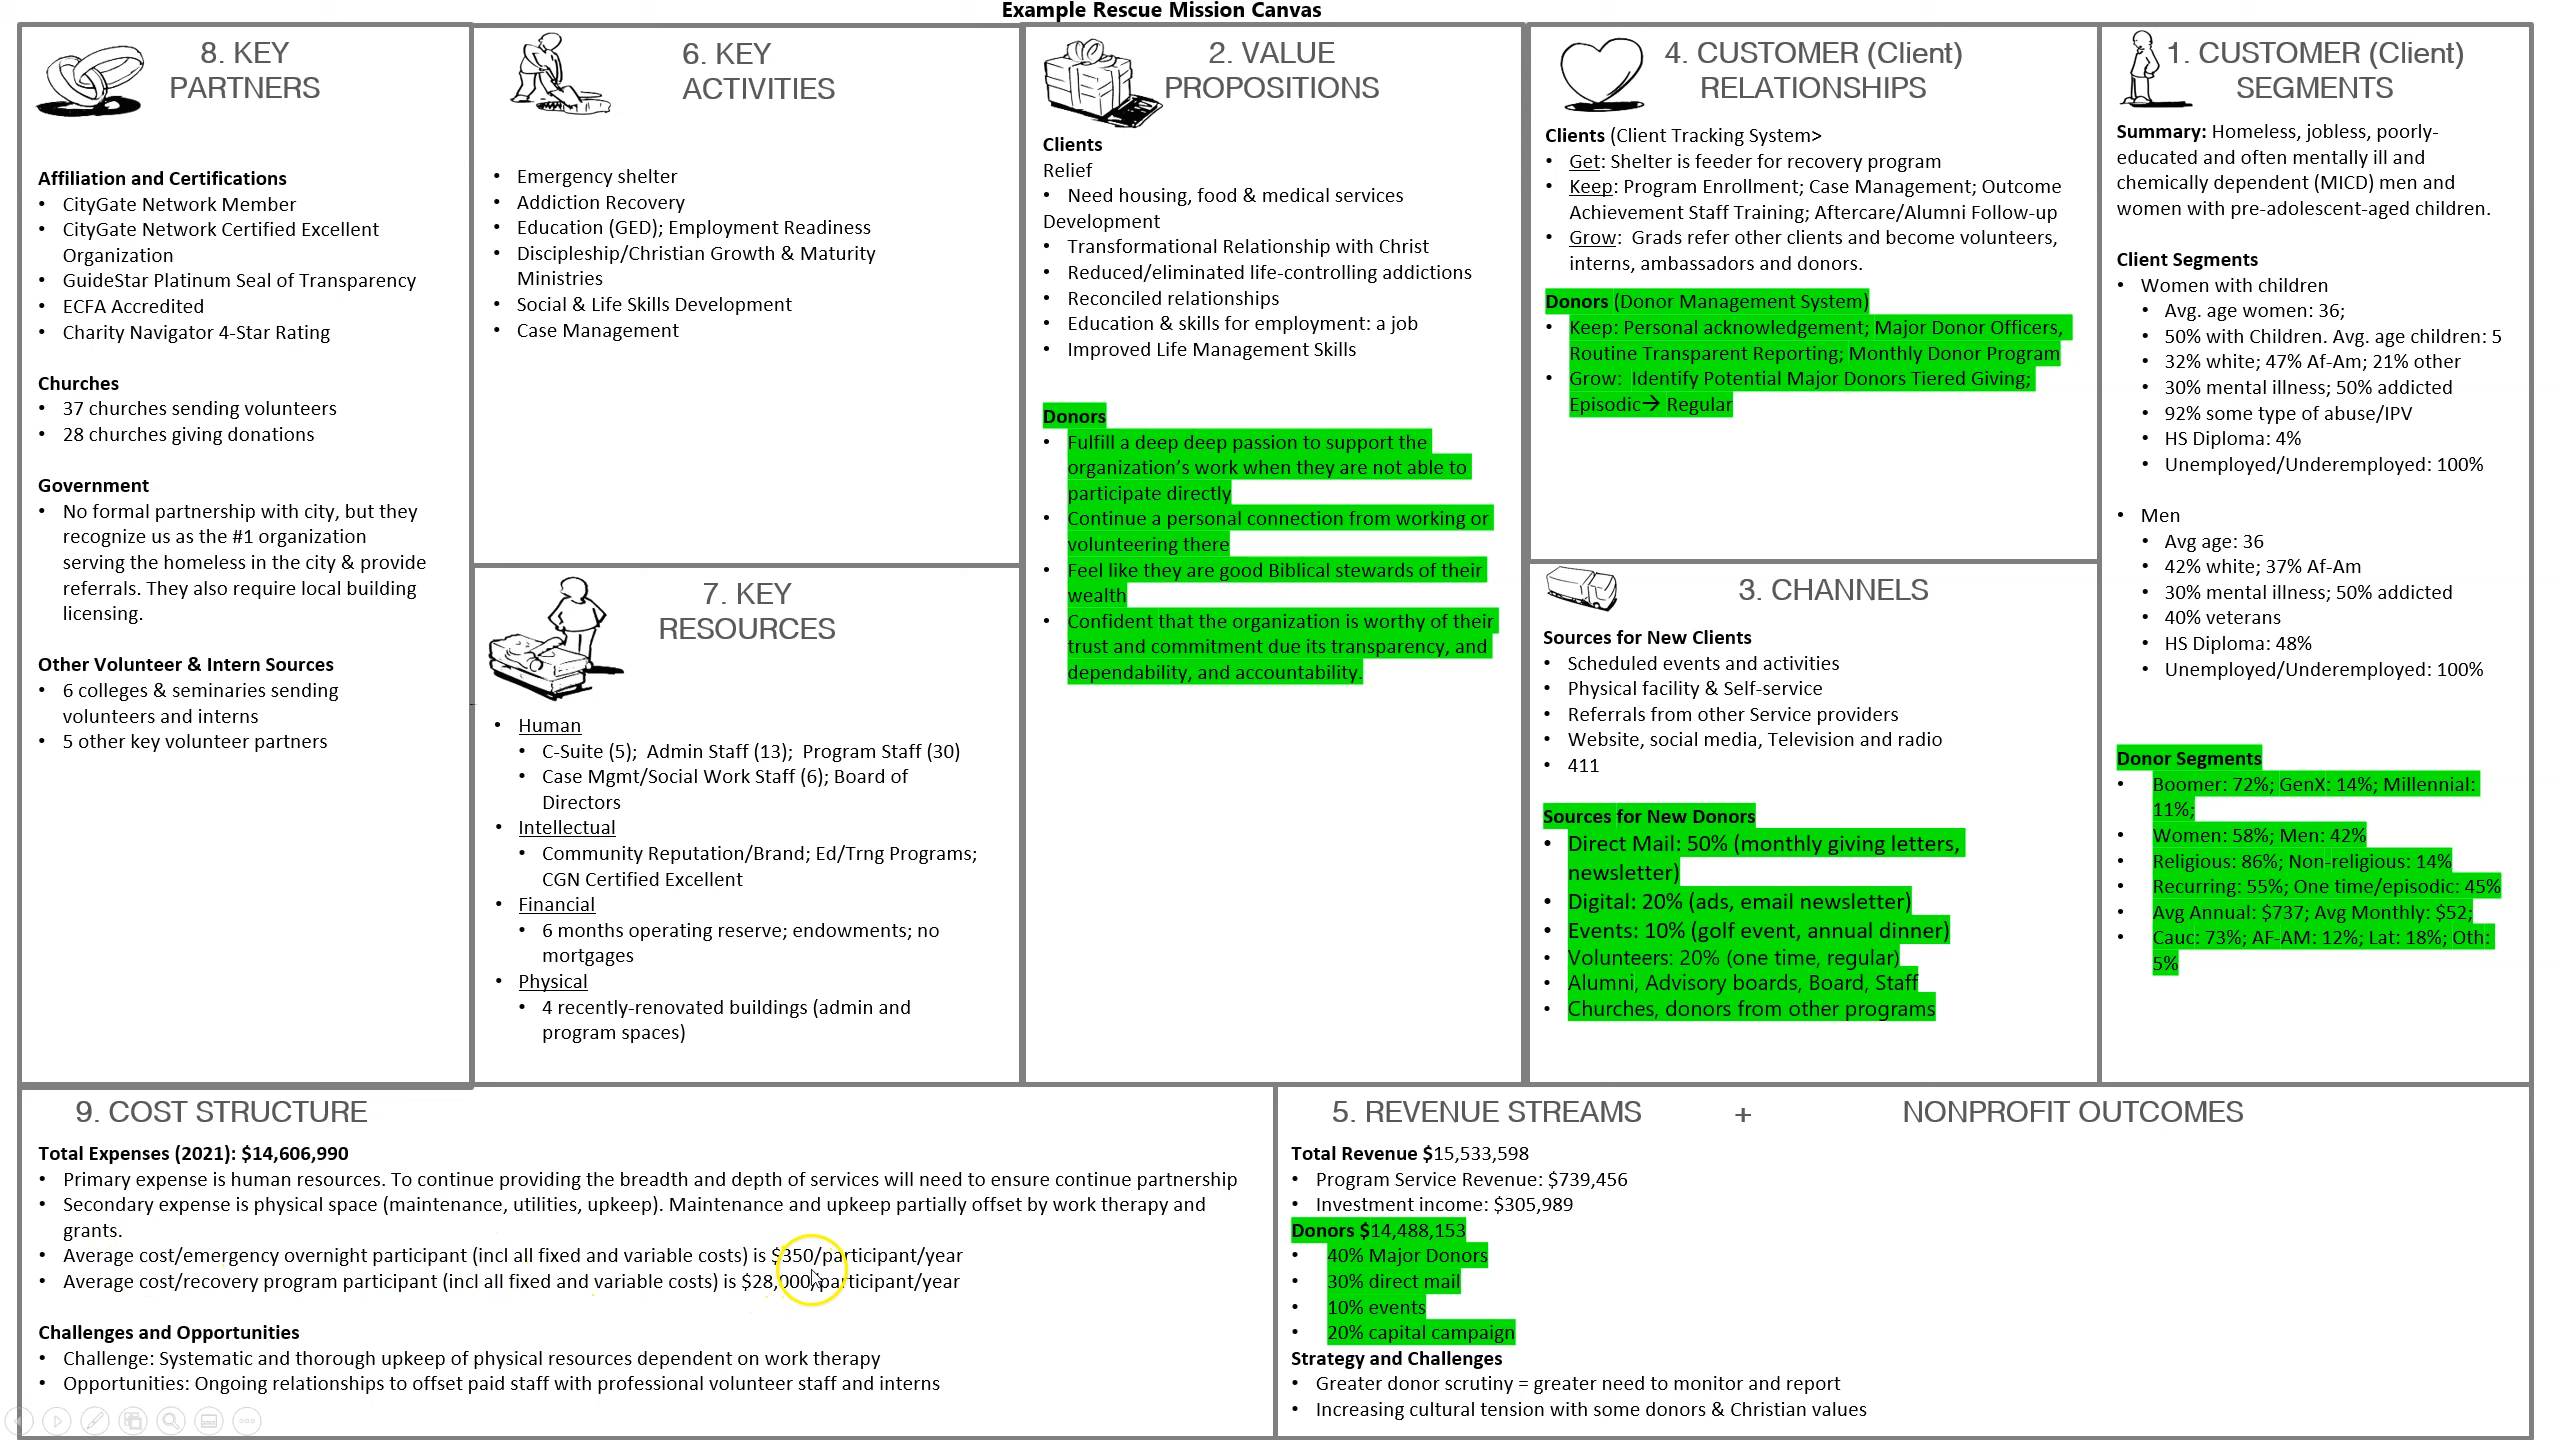 Example Rescue Mission Canvas
8. KEY
PARTNERS
Affiliation and Certifications
• CityGate Network Member
• CityGate Network Certified Excellent
Organization
• GuideStar Platinum Seal of Transparency
• ECFA Accredited
• Charity Navigator 4-Star Rating
Churches
• 37 churches sending volunteers
• 28 churches giving donations
Government
• No formal partnership with city, but they
recognize us as the #1 organization
serving the homeless in the city & provide
referrals. They also require local building
licensing.
Other Volunteer & Intern Sources
• 6 colleges & seminaries sending
volunteers and interns
• 5 other key volunteer partners
6. KEY
ACTIVITIES
• Emergency shelter
• Addiction Recovery
• Education (GED); Employment Readiness
• Discipleship/Christian Growth & Maturity
Ministries
• Social & Life Skills Development
• Case Management
7. KEY
RESOURCES
• Human
• C-Suite (5); Admin Staff (13); Program Staff (30)
• Case Mgmt/Social Work Staff (6); Board of
Directors
• Intellectual
• Community Reputation/Brand; Ed/Trng Programs;
CGN Certified Excellent
• Financial
• 6 months operating reserve; endowments; no
mortgages
• Physical
• 4 recently-renovated buildings (admin and
program spaces)
2. VALUE
PROPOSITIONS
Clients
Relief
• Need housing, food & medical services
Development
• Transformational Relationship with Christ
• Reduced/eliminated life-controlling addictions
• Reconciled relationships
• Education & skills for employment: a job
• Improved Life Management Skills
Donors
• Fulfill a deep deep passion to support the
organization's work when they are not able to
participate directly
• Continue a personal connection from working or
volunteering there
• Feel like they are good Biblical stewards of their
wealth
• Confident that the organization is worthy of their
trust and commitment due its transparency, and
dependability, and accountability.
4. CUSTOMER (Client)
RELATIONSHIPS
Clients (Client Tracking System>
• Get: Shelter is feeder for recovery program
• Keep: Program Enrollment; Case Management; Outcome
Achievement Staff Training; Aftercare/Alumni Follow-up
• Grow: Grads refer other clients and become volunteers,
interns, ambassadors and donors.
Donors (Donor Management System)
• Keep: Personal acknowledgement; Major Donor Officers,
Routine Transparent Reporting; Monthly Donor Program
• Grow: Identify Potential Major Donors Tiered Giving;
Episodic→ Regular
3. CHANNELS
Sources for New Clients
• Scheduled events and activities
• Physical facility & Self-service
• Referrals from other Service providers
• Website, social media, Television and radio
• 411
Sources for New Donors
• Direct Mail: 50% (monthly giving letters,
newsletter)
• Digital: 20% (ads, email newsletter)
• Events: 10% (golf event, annual dinner)
• Volunteers: 20% (one time, regular)
• Alumni, Advisory boards, Board, Staff
• Churches, donors from other programs
1. CUSTOMER (Client)
SEGMENTS
Summary: Homeless, jobless, poorly-
educated and often mentally ill and
chemically dependent (MICD) men and
women with pre-adolescent-aged children.
Client Segments
• Women with children
• Avg. age women: 36;
• 50% with Children. Avg. age children: 5
• 32% white; 47% Af-Am; 21% other
• 30% mental illness; 50% addicted
• 92% some type of abuse/IPV
• HS Diploma: 4%
• Unemployed/Underemployed: 100%
• Men
• Avg age: 36
• 42% white; 37% Af-Am
• 30% mental illness; 50% addicted
• 40% veterans
• HS Diploma: 48%
• Unemployed/Underemployed: 100%
Donor Segments
• Boomer: 72%; GenX: 14%; Millennial:
11%;
• Women: 58%; Men: 42%
• Religious: 86%; Non-religious: 14%
• Recurring: 55%; One time/episodic: 45%
• Avg Annual: $737; Avg Monthly: $52;
• Cauc: 73%; AF-AM: 12%; Lat: 18%; Oth:
5%
9. COST STRUCTURE
Total Expenses (2021): $14,606,990
• Primary expense is human resources. To continue providing the breadth and depth of services will need to ensure continue partnership
• Secondary expense is physical space (maintenance, utilities, upkeep). Maintenance and upkeep partially offset by work therapy and
grants.
• Average cost/emergency overnight participant (incl all fixed and variable costs) is $350/participant/year
• Average cost/recovery program participant (incl all fixed and variable costs) is $28,000/participant/year
Challenges and Opportunities
• Challenge: Systematic and thorough upkeep of physical resources dependent on work therapy
• Opportunities: Ongoing relationships to offset paid staff with professional volunteer staff and interns
5. REVENUE STREAMS + NONPROFIT OUTCOMES
Total Revenue $15,533,598
• Program Service Revenue: $739,456
• Investment income: $305,989
Donors $14,488,153
• 40% Major Donors
• 30% direct mail
• 10% events
• 20% capital campaign
Strategy and Challenges
• Greater donor scrutiny = greater need to monitor and report
• Increasing cultural tension with some donors & Christian values